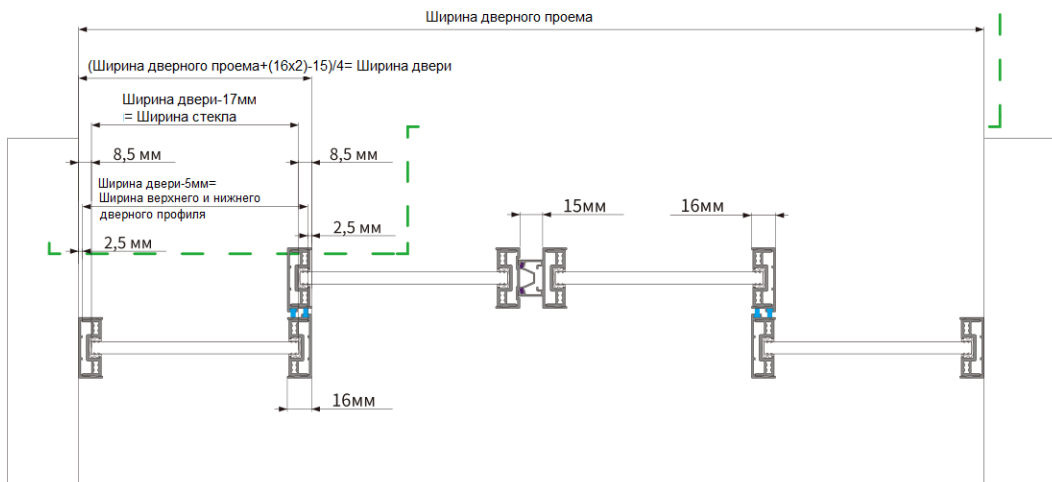 Ширина дверного проема
(Ширина дверного проема+(16x2)-15)/4= Ширина двери
Ширина двери-17мм
= Ширина стекла
8,5 мм
8,5 мм
Ширина двери-5мм=
Ширина верхнего и нижнего
дверного профиля
2,5 мм
2,5 мм
15мм
16мм
16мм